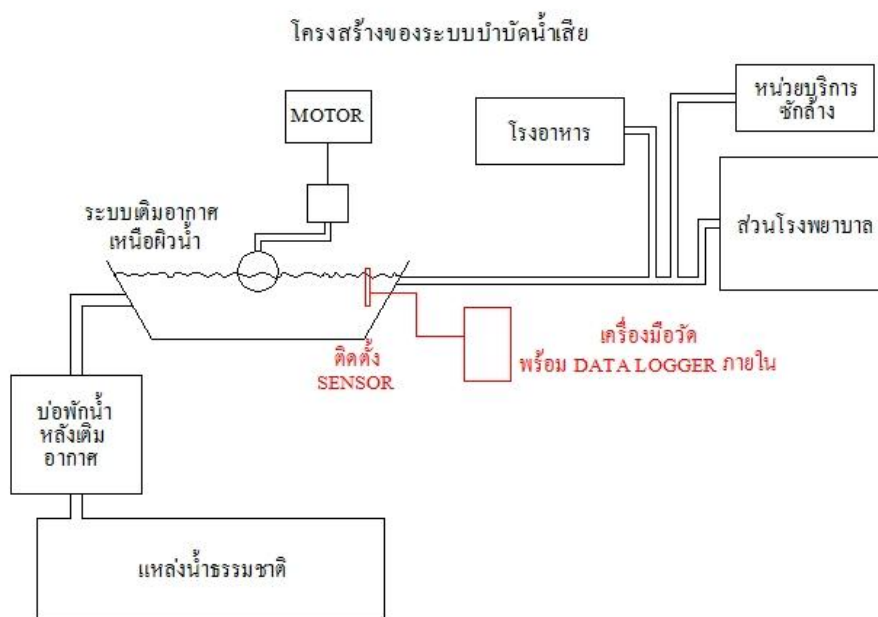 โครงสร้างของระบบบำบัดน้ำเสีย
MOTOR
โรงอาหาร
หน่วยบริการ
ซักล้าง
ระบบเติมอากาศ
เหนือผิวน้ำ
ส่วนโรงพยาบาล
ติดตั้ง
SENSOR
เครื่องมือวัด
พร้อม DATA LOGGER ภายใน
บ่อพักน้ำ
หลังเติม
อากาศ
แหล่งน้ำธรรมชาติ